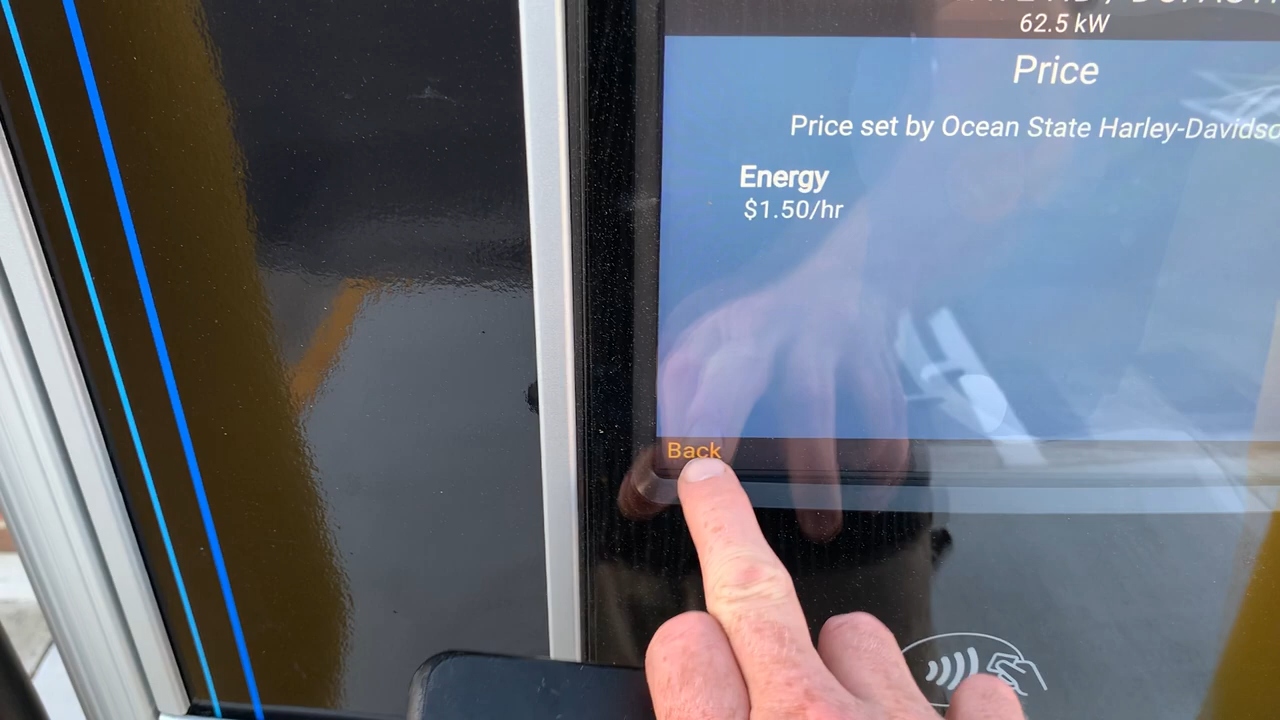 62.5 kW
Price
Price set by Ocean State Harley-Davidso
Energy
$1.50/hr
Back